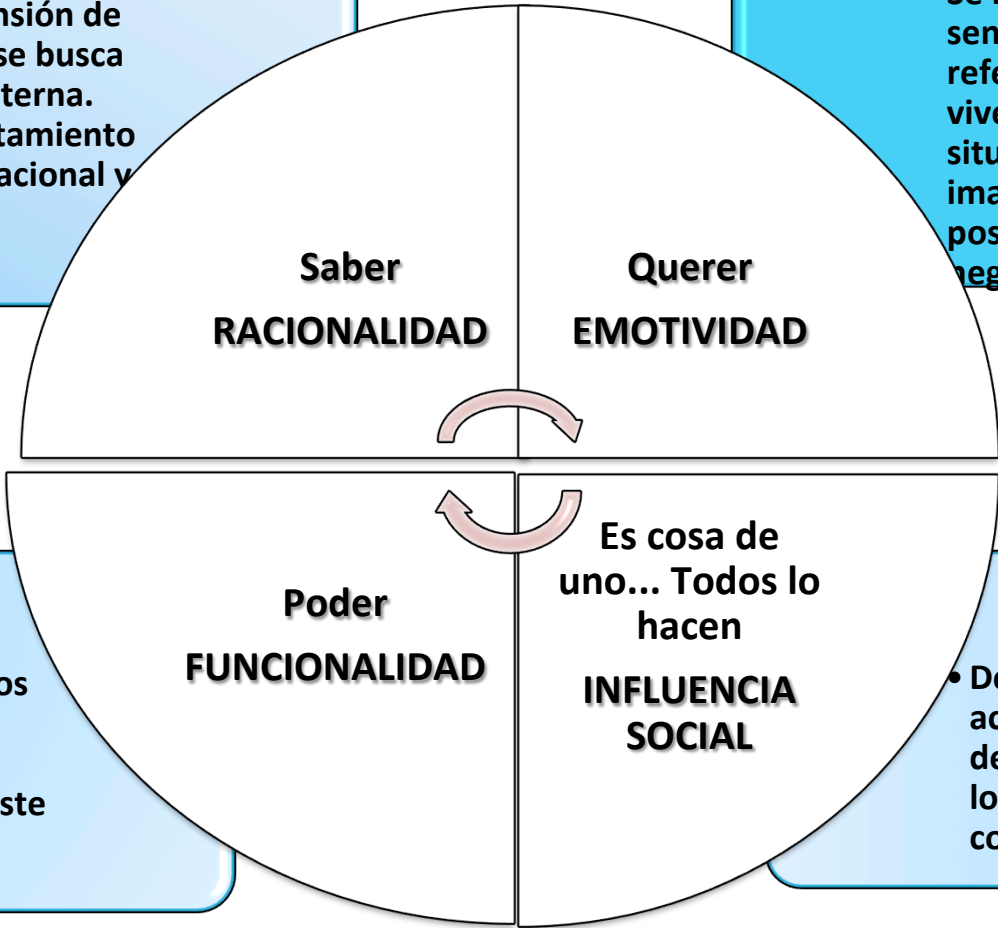 nsión de
se busca
terna.
tamiento
acional y
sen
refe
vive
situ
ima
pos
neg
Saber
RACIONALIDAD
Querer
EMOTIVIDAD
Poder
FUNCIONALIDAD
Es cosa de
uno... Todos lo
hacen
INFLUENCIA
SOCIAL
os
ste
• De
ac
de
lo
co